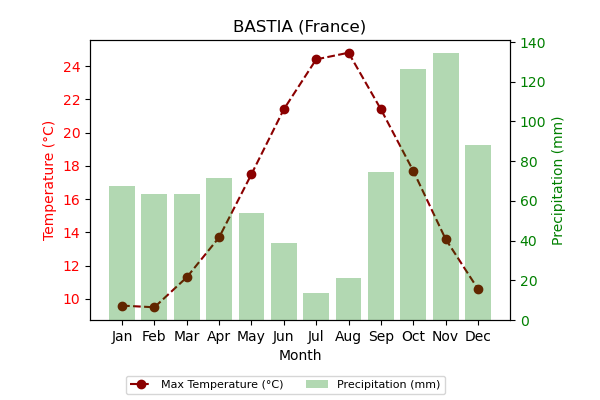 BASTIA (France)
24
22
20
18
16
14
12
10
Temperature (°C)
140
120
100
80
60
40
20
0
Precipitation (mm)
Jan Feb Mar Apr May Jun Jul Aug Sep Oct Nov Dec
Month
Max Temperature (°C) Precipitation (mm)